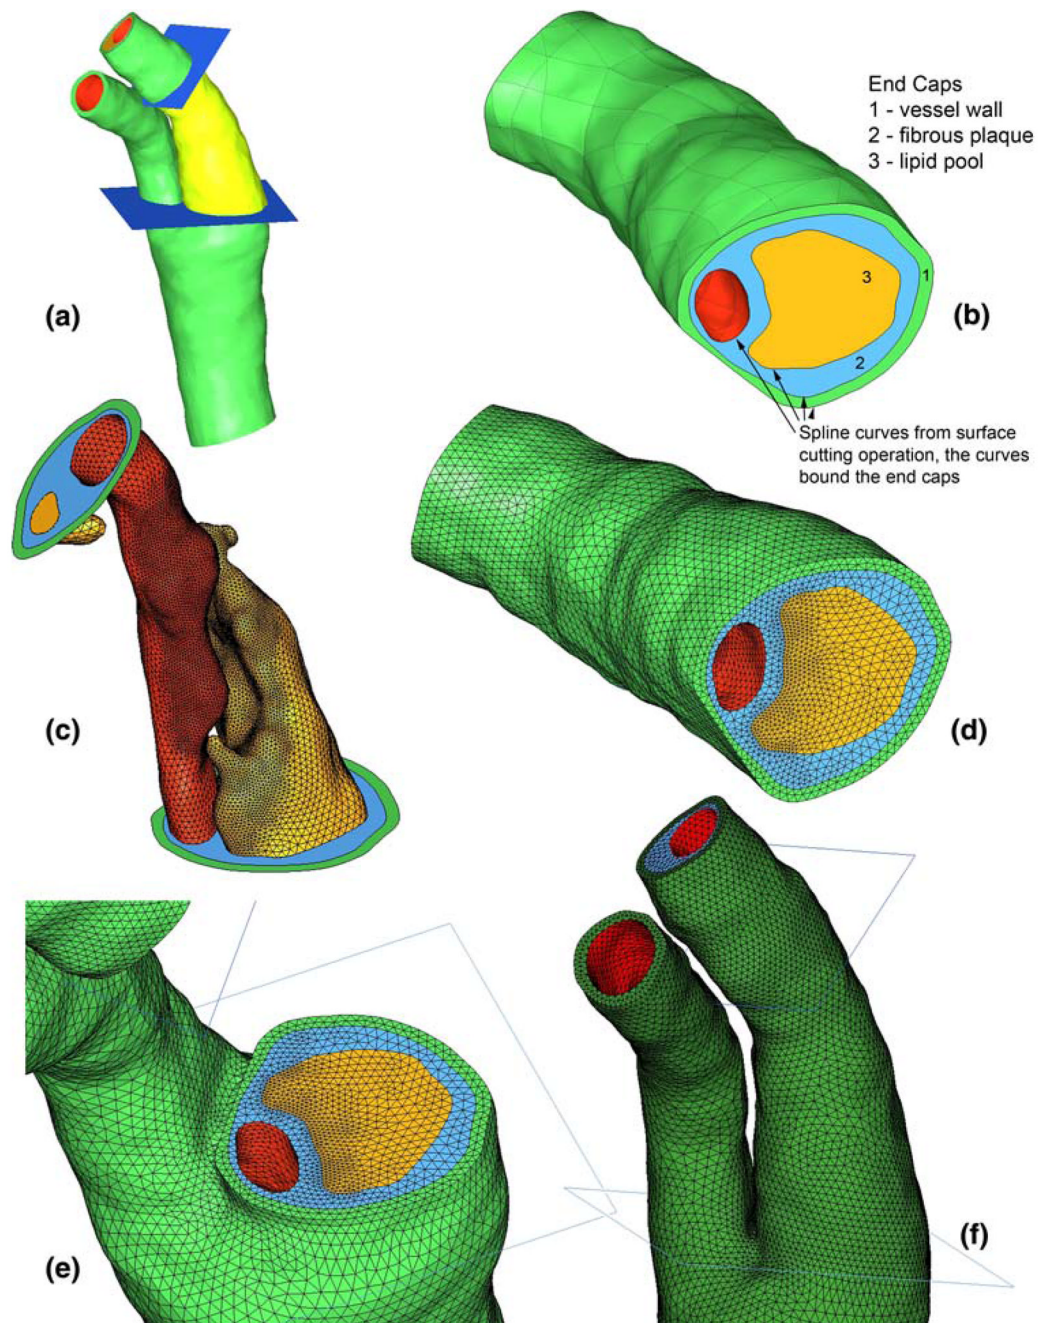 (a)
End Caps
1 - vessel wall
2 - fibrous plaque
3 - lipid pool
3
1
2
(b)
Spline curves from surface
cutting operation, the curves
bound the end caps
(c)
(d)
(e)
(f)